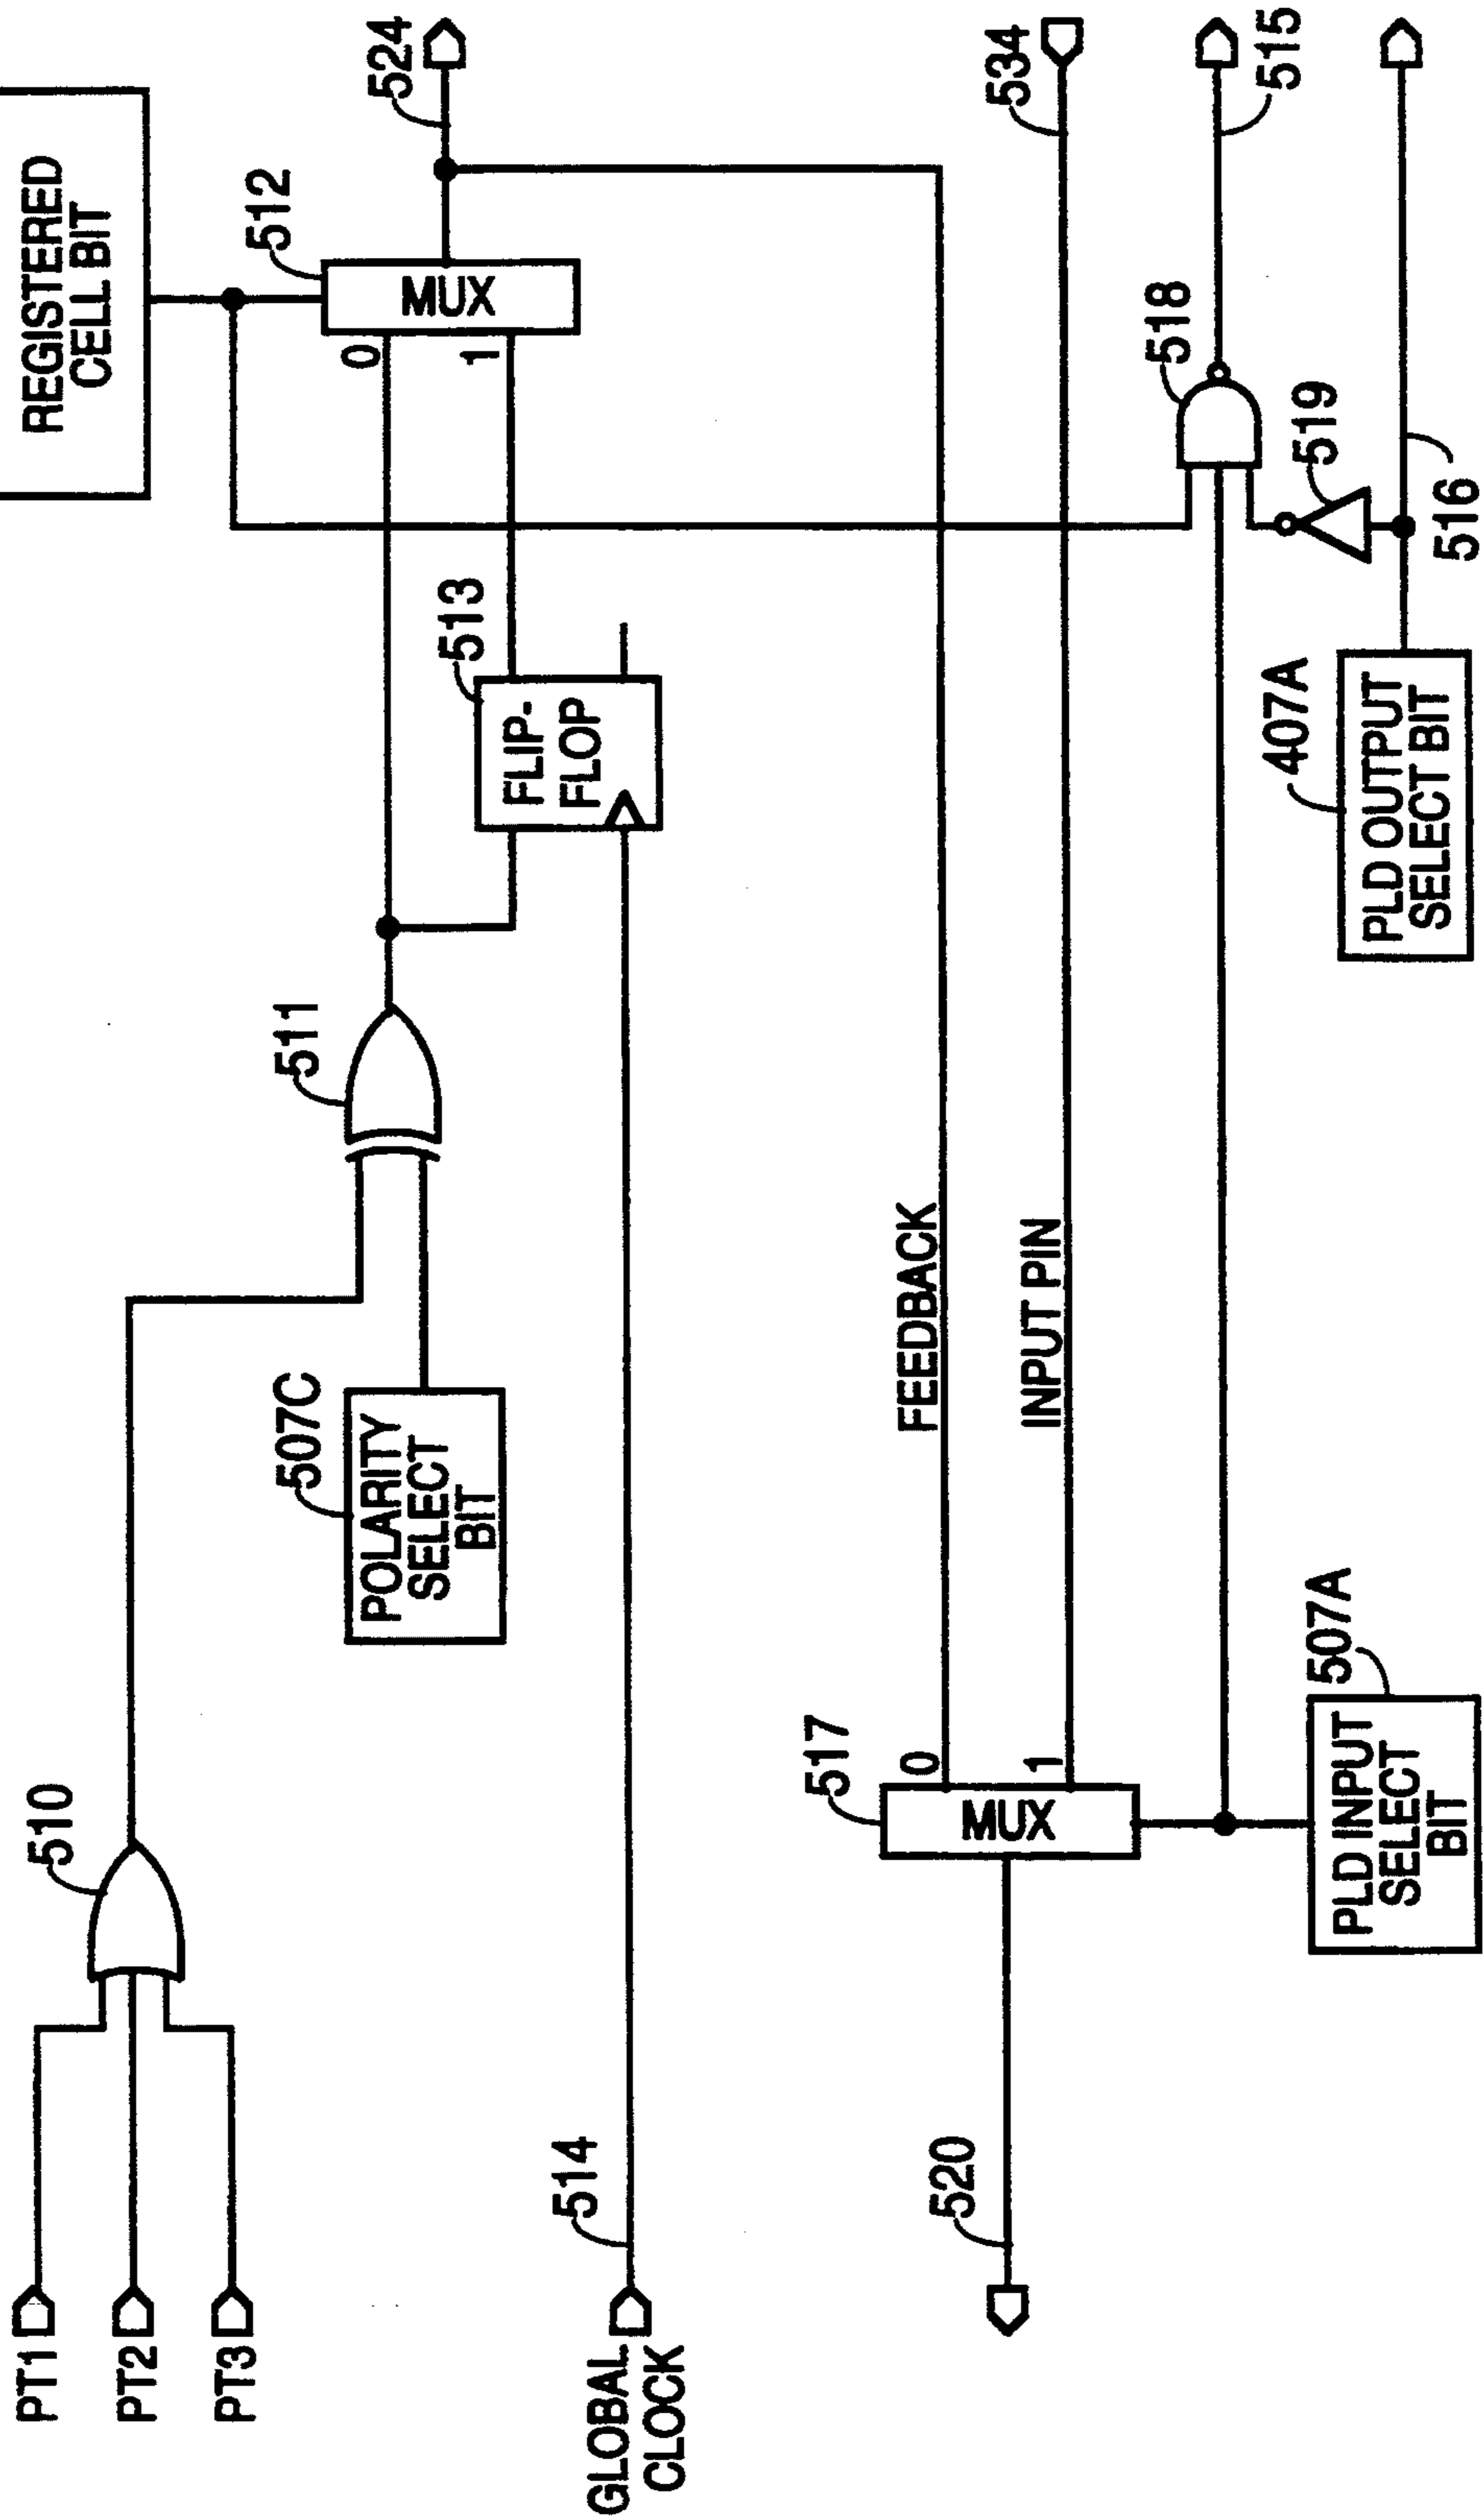 REGISTERED
CELL BIT
512
MUX
0
1
524
513
FLIP-
FLOP
511
510
PT1
PT2
PT3
507C
POLARITY
SELECT
BIT
514
GLOBAL
CLOCK
FEEDBACK
534
INPUT PIN
517
0
1
MUX
520
518
515
519
516
407A
PLD OUTPUT
SELECT BIT
507A
PLD INPUT
SELECT
BIT